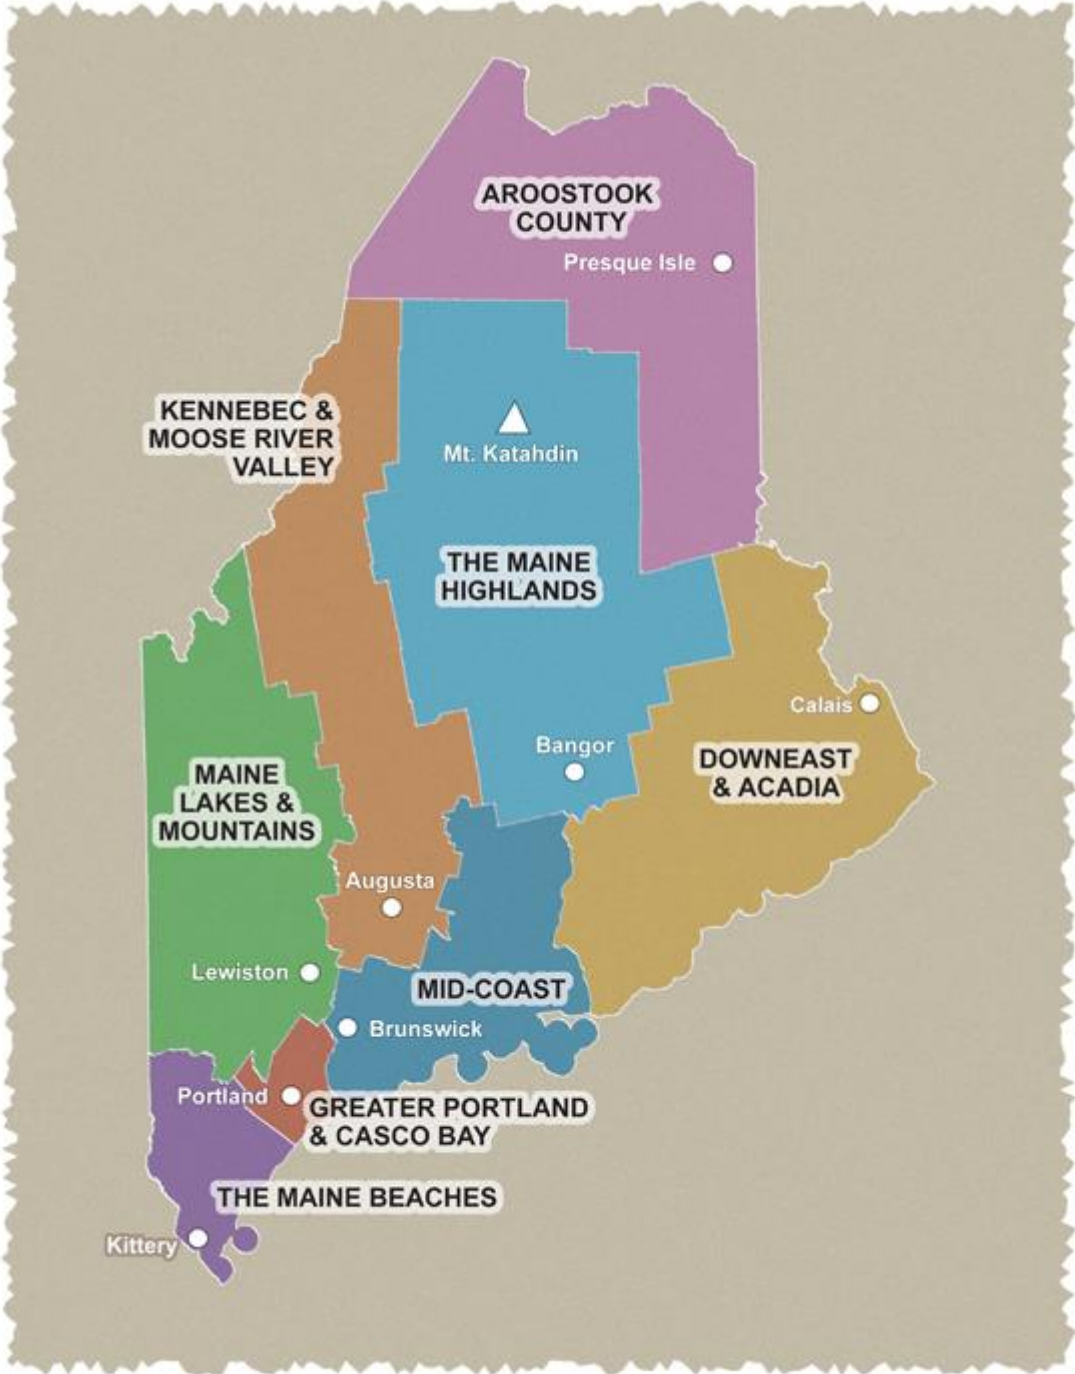 AROOSTOOK
COUNTY
Presque Isle
KENNEBEC &
MOOSE RIVER
VALLEY
Mt. Katahdin
THE MAINE
HIGHLANDS
Calais
Bangor
DOWNEAST
& ACADIA
MAINE
LAKES &
MOUNTAINS
Augusta
Lewiston
MID-COAST
Brunswick
Portland
GREATER PORTLAND
& CASCO BAY
THE MAINE BEACHES
Kittery